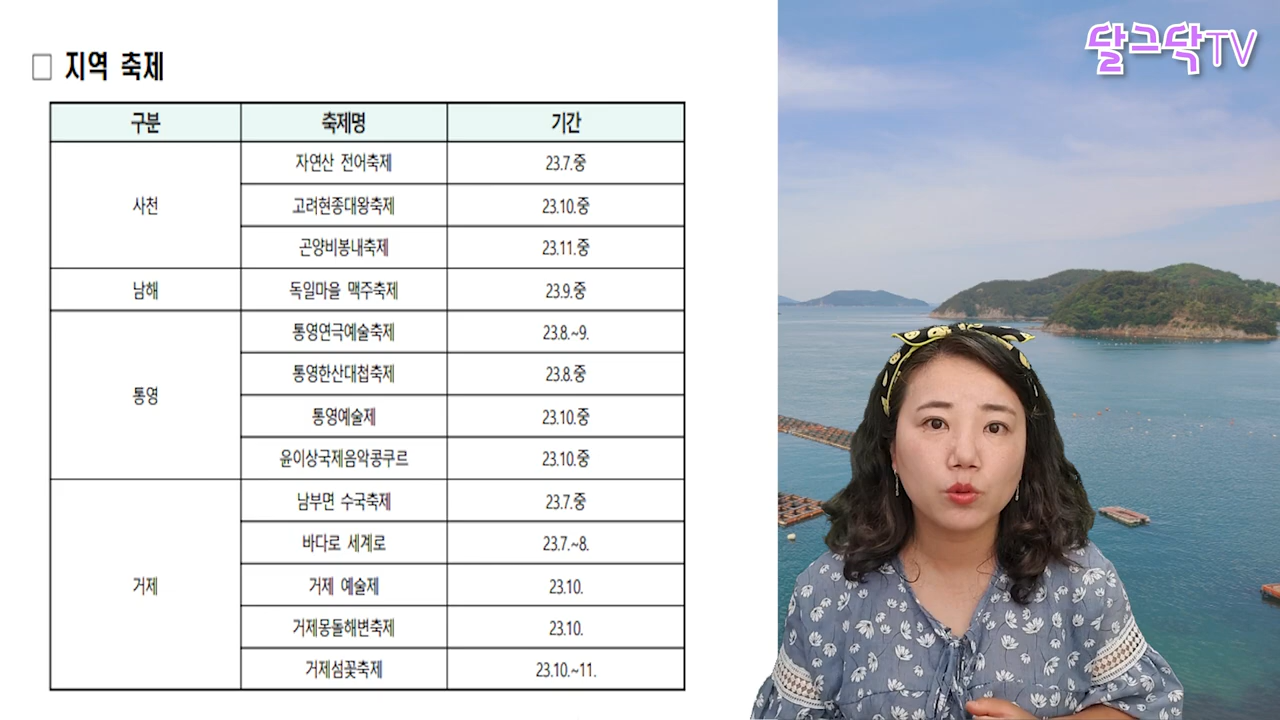 □ 지역 축제
달그닥TV
구분 축제명 기간
사천 자연산 전어축제 23.7.중
고려현종대왕축제 23.10.중
곤양비봉내축제 23.11.중
남해 독일마을 맥주축제 23.9.중
통영 통영연극예술축제 23.8.~9.
통영한산대첩축제 23.8.중
통영예술제 23.10.중
윤이상국제음악콩쿠르 23.10.중
거제 남부면 수국축제 23.7.중
바다로 세계로 23.7.~8.
거제 예술제 23.10.
거제몽돌해변축제 23.10.
거제섬꽃축제 23.10.~11.